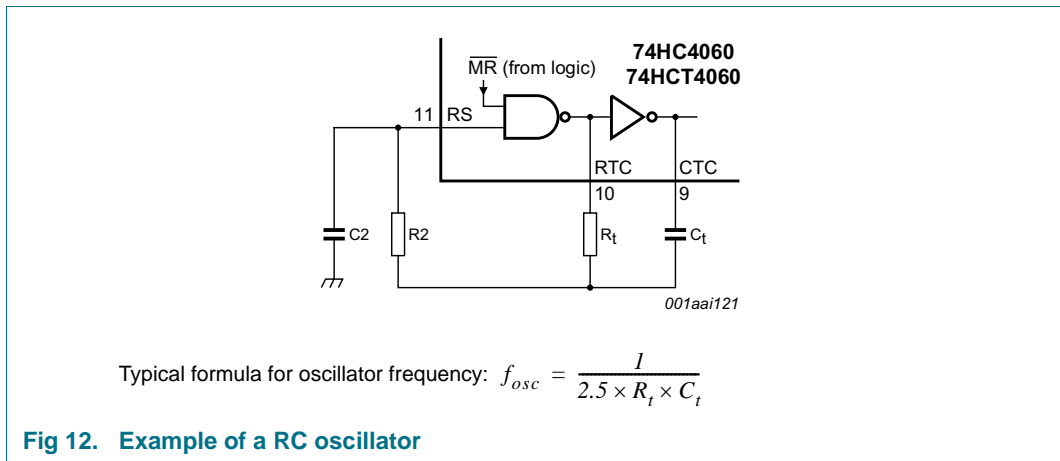 74HC4060
74HCT4060
MR (from logic)
11 RS
RTC CTC
10 9
C2 R2 Rt Ct
001aai121
Typical formula for oscillator frequency: fosc = 1 / (2.5 × Rt × Ct)
Fig 12. Example of a RC oscillator